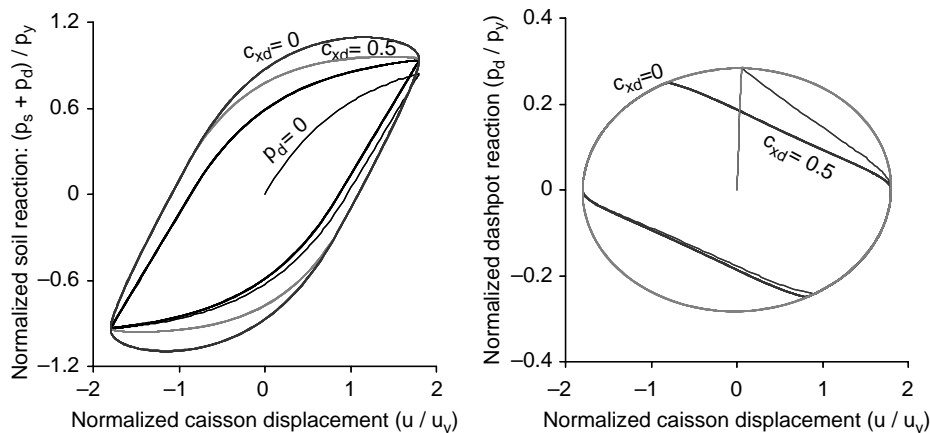 Normalized soil reaction: (p_s + p_d) / p_y
1.2
0.6
0
−0.6
−1.2
c_xd= 0
c_xd= 0.5
p_d= 0
−2
−1
0
1
2
Normalized caisson displacement (u / u_y)
Normalized dashpot reaction (p_d / p_y)
0.4
0.2
0
−0.2
−0.4
c_xd=0
c_xd= 0.5
−2
−1
0
1
2
Normalized caisson displacement (u / u_y)